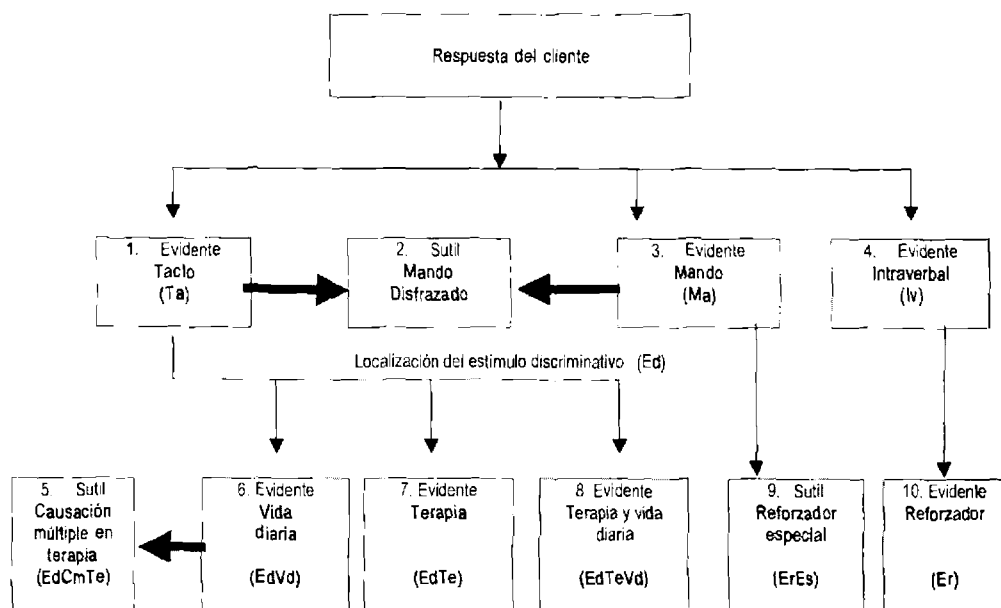 Respuesta del cliente
1. Evidente
Tacto
(Ta)
2. Sutil
Mando
Disfrazado
3. Evidente
Mando
(Ma)
4. Evidente
Intraverbal
(Iv)
Localización del estímulo discriminativo (Ed)
5. Sutil
Causación
múltiple en
terapia
(EdCmTe)
6. Evidente
Vida
diaria
(EdVd)
7. Evidente
Terapia
(EdTe)
8 Evidente
Terapia y vida
diaria
(EdTeVd)
9. Sutil
Reforzador
especial
(ErEs)
10. Evidente
Reforzador
(Er)